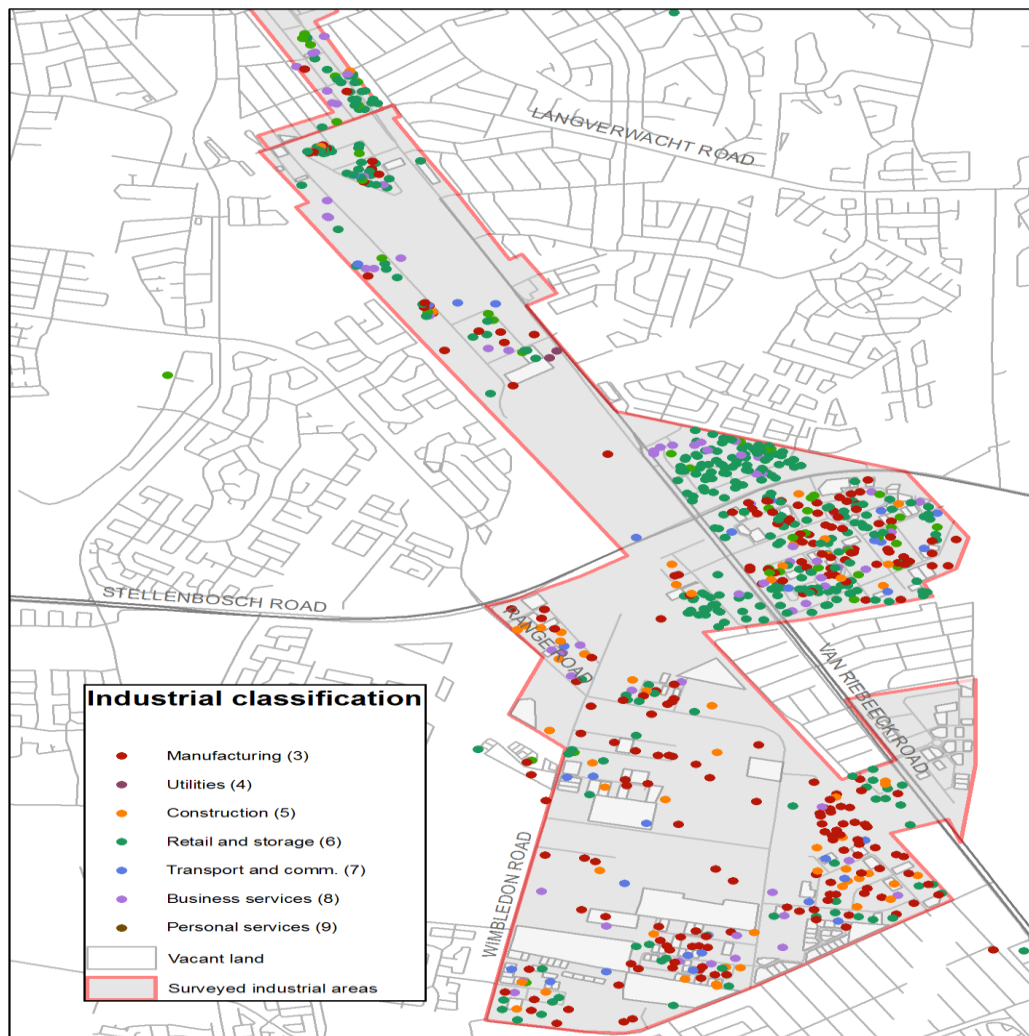 LANGVERWACHT ROAD
STELLENBOSCH ROAD
RANGE ROAD
VAN RIEBEECK ROAD
WIMBLEDON ROAD
Industrial classification
Manufacturing (3)
Utilities (4)
Construction (5)
Retail and storage (6)
Transport and comm. (7)
Business services (8)
Personal services (9)
Vacant land
Surveyed industrial areas